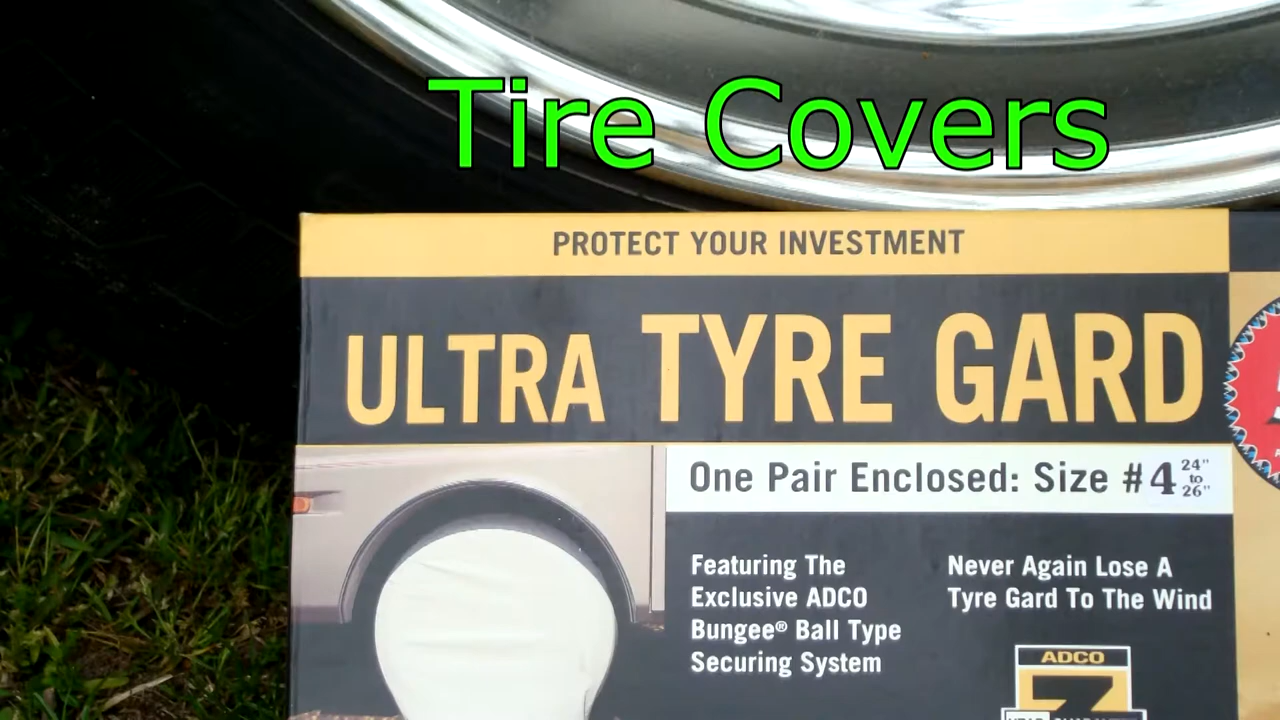 Tire Covers
PROTECT YOUR INVESTMENT
ULTRA TYRE GARD
One Pair Enclosed: Size #4 24" to 26"
Featuring The
Exclusive ADCO
Bungee® Ball Type
Securing System
Never Again Lose A
Tyre Gard To The Wind
ADCO